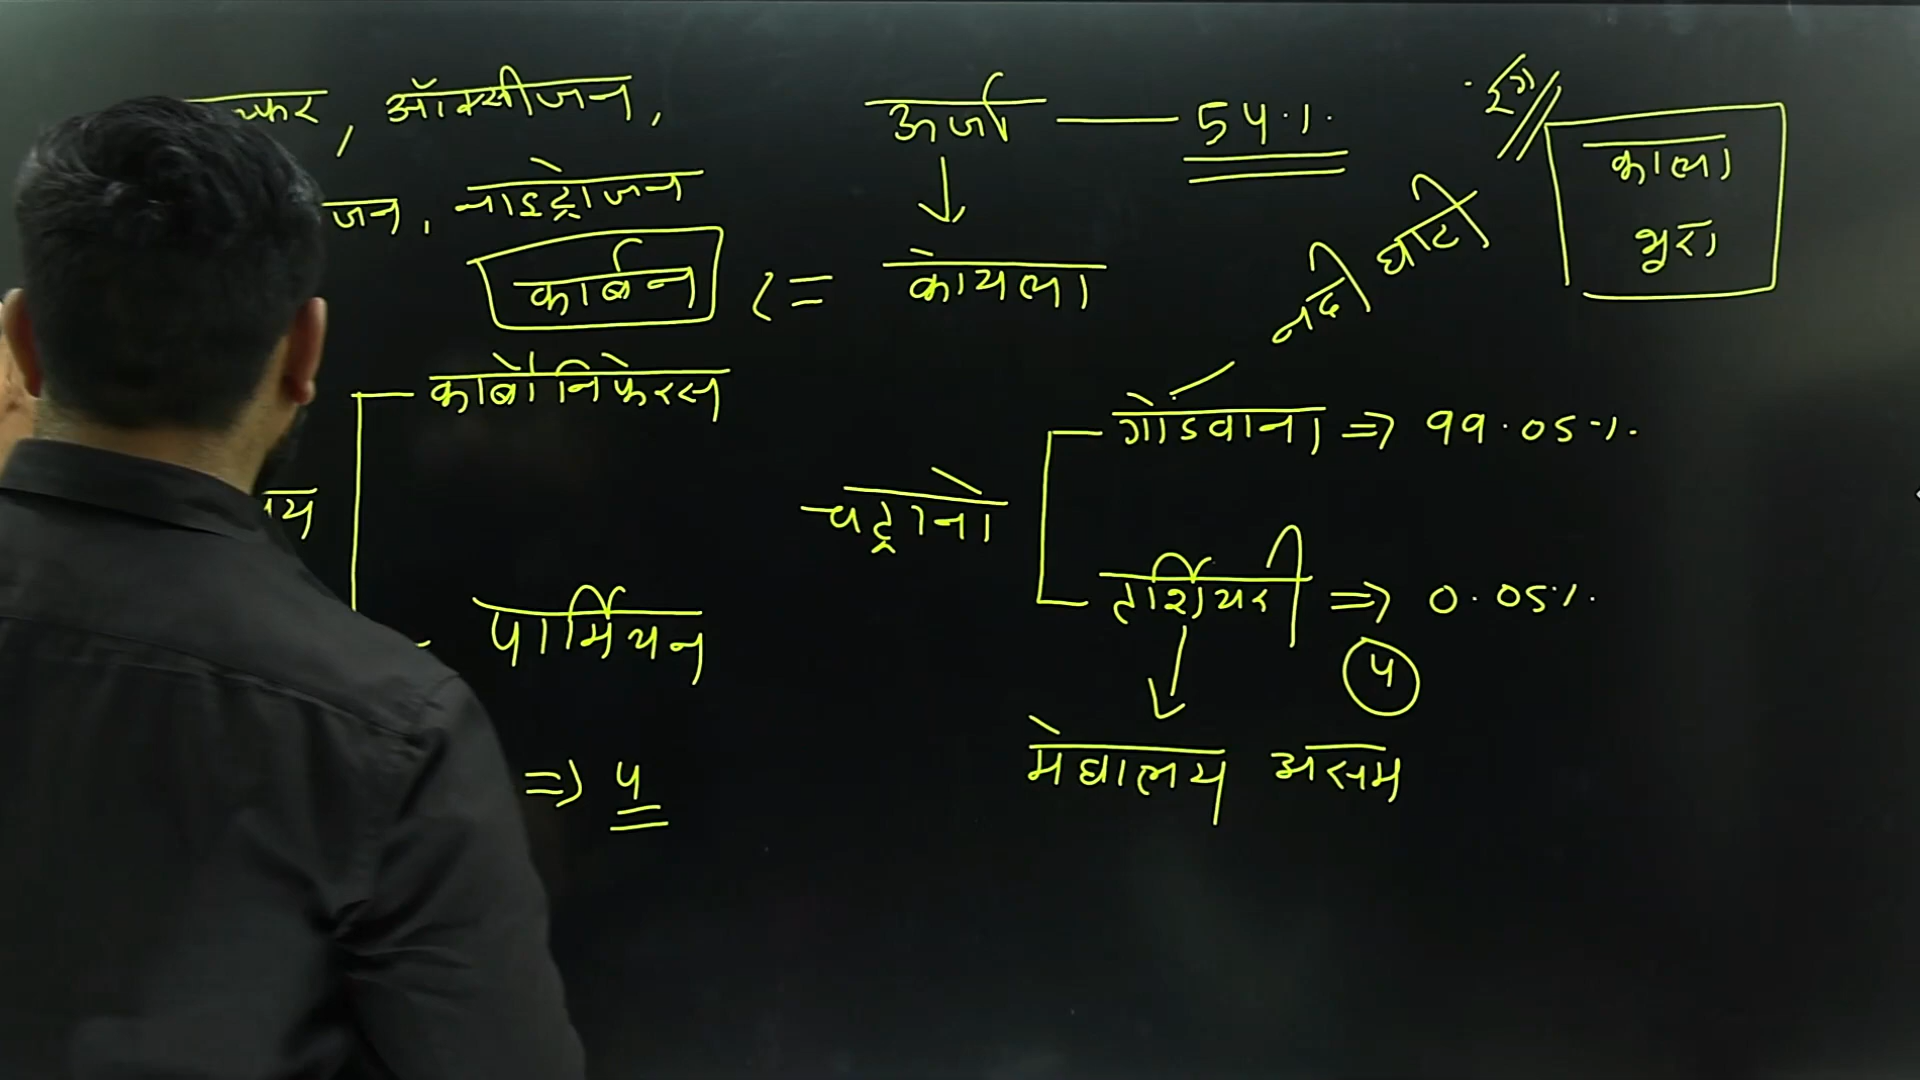 ऑक्सीजन,
जन, नाइट्रोजन
कार्बन
कार्बोनिफेरस
पार्मियन
=> 4
ऊर्जा — 54%
कोयला
चट्टानो
गोंडवाना => 99.05%
टर्शियरी => 0.05%
4
मेघालय असम
नदी घाटी
रंग
काला
भूरा